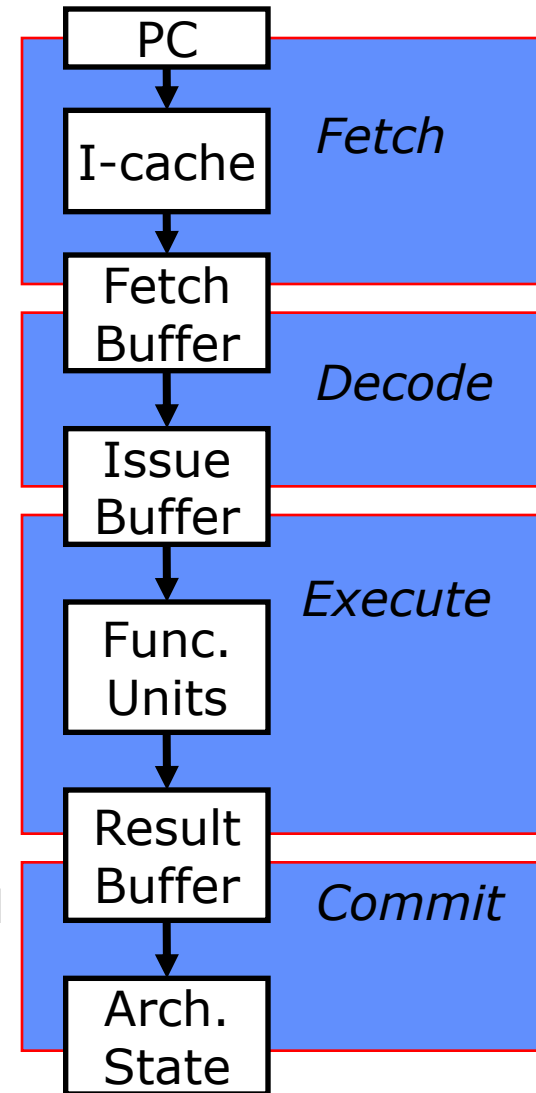 PC
Fetch
I-cache
Fetch
Buffer
Decode
Issue
Buffer
Execute
Func.
Units
Result
Buffer
Commit
Arch.
State